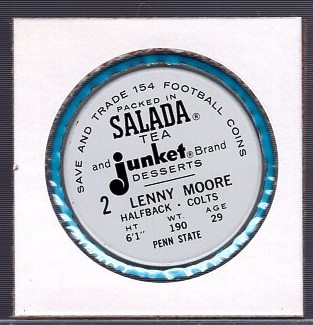 SAVE AND TRADE 154 FOOTBALL COINS
PACKED IN
SALADA®
TEA
and junket® Brand
DESSERTS
2 LENNY MOORE
HALFBACK · COLTS
HT. WT. AGE
6'1" 190 29
PENN STATE